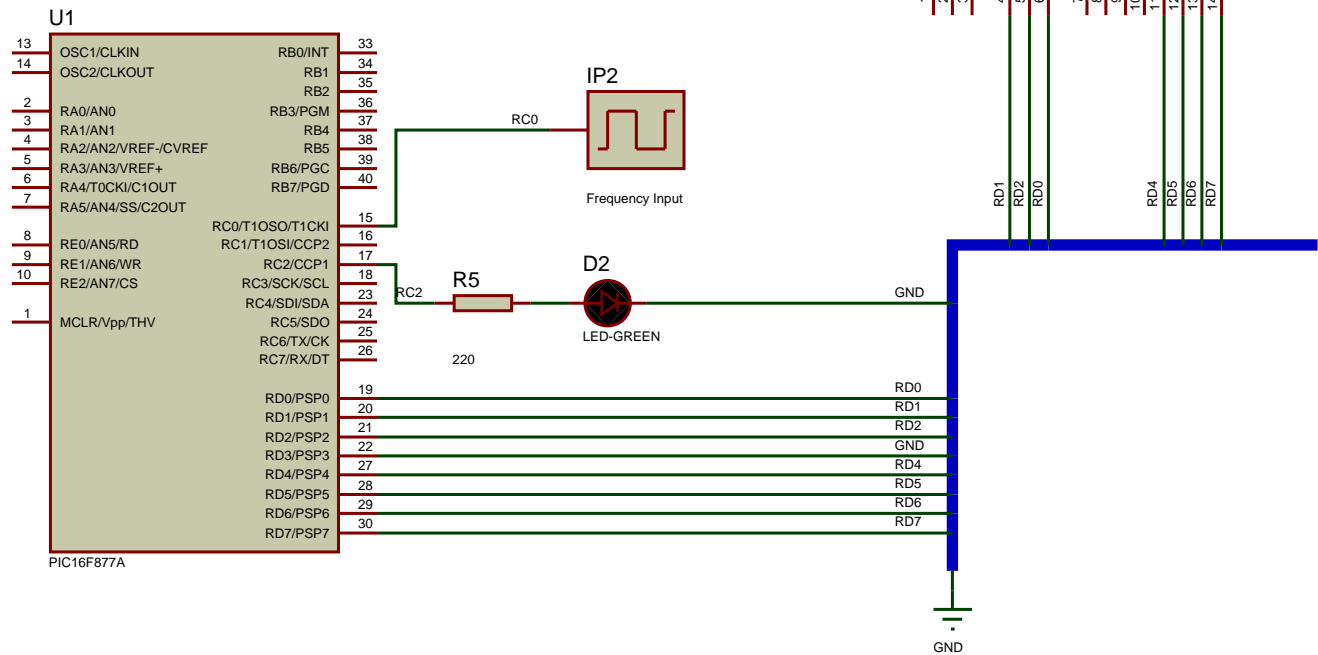 U1
13 OSC1/CLKIN RB0/INT 33
14 OSC2/CLKOUT RB1 34
RB2 35
2 RA0/AN0 RB3/PGM 36
3 RA1/AN1 RB4 37
4 RA2/AN2/VREF-/CVREF RB5 38
5 RA3/AN3/VREF+ RB6/PGC 39
6 RA4/T0CKI/C1OUT RB7/PGD 40
7 RA5/AN4/SS/C2OUT
RC0/T1OSO/T1CKI 15
8 RE0/AN5/RD RC1/T1OSI/CCP2 16
9 RE1/AN6/WR RC2/CCP1 17
10 RE2/AN7/CS RC3/SCK/SCL 18
RC4/SDI/SDA 23
1 MCLR/Vpp/THV RC5/SDO 24
RC6/TX/CK 25
RC7/RX/DT 26
RD0/PSP0 19
RD1/PSP1 20
RD2/PSP2 21
RD3/PSP3 22
RD4/PSP4 27
RD5/PSP5 28
RD6/PSP6 29
RD7/PSP7 30
PIC16F877A
IP2
RC0
Frequency Input
RC2
R5
220
D2
LED-GREEN
GND
RD0
RD1
RD2
GND
RD4
RD5
RD6
RD7
RD1
RD2
RD0
RD4
RD5
RD6
RD7
GND